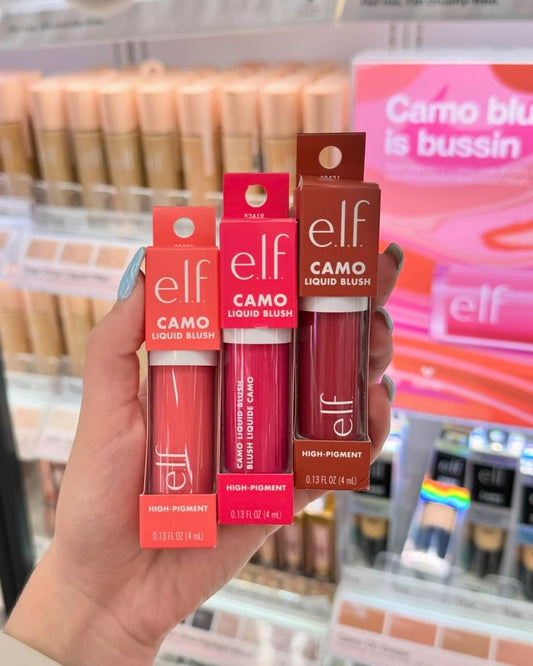 Camo blu
is bussin
elf
e.l.f.
CAMO
LIQUID BLUSH
elf
HIGH-PIGMENT
0.13 FL OZ (4 mL)
e.l.f.
CAMO
LIQUID BLUSH
CAMO LIQUID BLUSH
BLUSH LIQUIDE CAMO
HIGH-PIGMENT
0.13 FL OZ (4 mL)
e.l.f.
CAMO
LIQUID BLUSH
elf
HIGH-PIGMENT
0.13 FL OZ (4 mL)